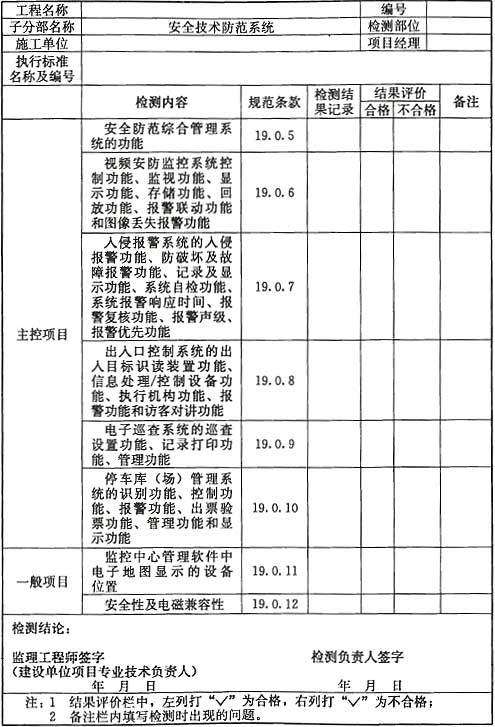 工程名称 编号
子分部名称 安全技术防范系统 检测部位
施工单位 项目经理
执行标准
名称及编号
检测内容 规范条款 检测结果记录 结果评价 备注
合格 不合格
主控项目
安全防范综合管理系
统的功能
19.0.5
视频安防监控系统控
制功能、监视功能、显
示功能、存储功能、回
放功能、报警联动功能
和图像丢失报警功能
19.0.6
入侵报警系统的入侵
报警功能、防破坏及故
障报警功能、记录及显
示功能、系统自检功能、
系统报警响应时间、报
警复核功能、报警声级、
报警优先功能
19.0.7
出入口控制系统的出
入目标识读装置功能、
信息处理/控制设备功
能、执行机构功能、报
警功能和访客对讲功能
19.0.8
电子巡查系统的巡查
设置功能、记录打印功
能、管理功能
19.0.9
停车库（场）管理系
统的识别功能、控制功
能、报警功能、出票验
票功能、管理功能和显
示功能
19.0.10
一般项目
监控中心管理软件中
电子地图显示的设备
位置
19.0.11
安全性及电磁兼容性 19.0.12
检测结论：
监理工程师签字 检测负责人签字
（建设单位项目专业技术负责人）
年 月 日 年 月 日
注：1 结果评价栏中，左列打“√”为合格，右列打“√”为不合格；
2 备注栏内填写检测时出现的问题。